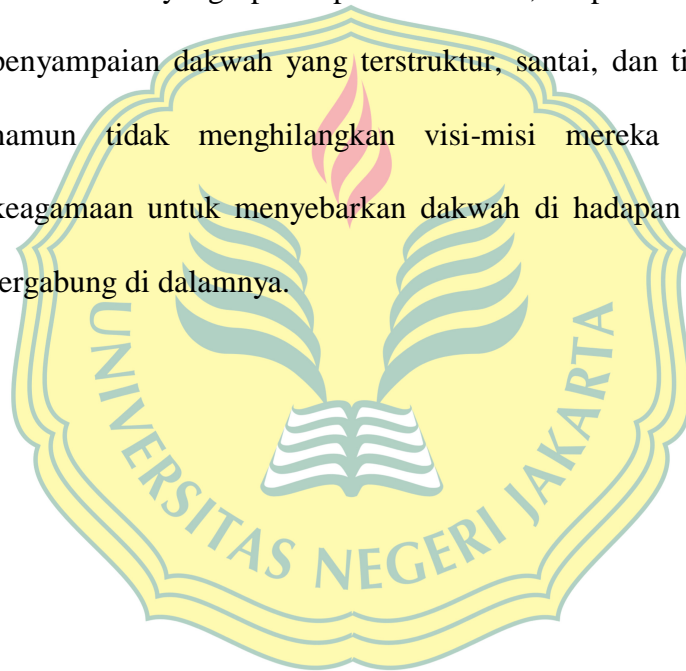 penyampaian dakwah yang terstruktur, santai, dan
namun tidak menghilangkan visi-misi mereka
keagamaan untuk menyebarkan dakwah di hadapan
tergabung di dalamnya.
UNIVERSITAS NEGERI JAKARTA